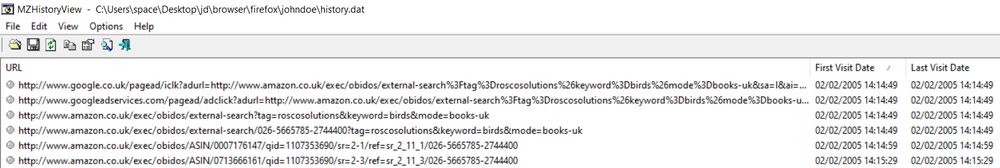 MZHistoryView - C:\Users\space\Desktop\jd\browser\firefox\johndoe\history.dat
File Edit View Options Help
URL First Visit Date Last Visit Date
http://www.google.co.uk/pagead/iclk?adurl=http://www.amazon.co.uk/exec/obidos/external-search%3Ftag%3Droscosolutions%26keyword%3Dbirds%26mode%3Dbooks-uk&sa=l&ai=... 02/02/2005 14:14:49 02/02/2005 14:14:49
http://www.googleadservices.com/pagead/adclick?adurl=http://www.amazon.co.uk/exec/obidos/external-search%3Ftag%3Droscosolutions%26keyword%3Dbirds%26mode%3Dbooks-u... 02/02/2005 14:14:49 02/02/2005 14:14:49
http://www.amazon.co.uk/exec/obidos/external-search?tag=roscosolutions&keyword=birds&mode=books-uk 02/02/2005 14:14:49 02/02/2005 14:14:49
http://www.amazon.co.uk/exec/obidos/external-search/026-5665785-2744400?tag=roscosolutions&keyword=birds&mode=books-uk 02/02/2005 14:14:49 02/02/2005 14:14:49
http://www.amazon.co.uk/exec/obidos/ASIN/0007176147/qid=1107353690/sr=2-1/ref=sr_2_11_1/026-5665785-2744400 02/02/2005 14:14:59 02/02/2005 14:14:59
http://www.amazon.co.uk/exec/obidos/ASIN/0713666161/qid=1107353690/sr=2-3/ref=sr_2_11_3/026-5665785-2744400 02/02/2005 14:15:29 02/02/2005 14:15:29